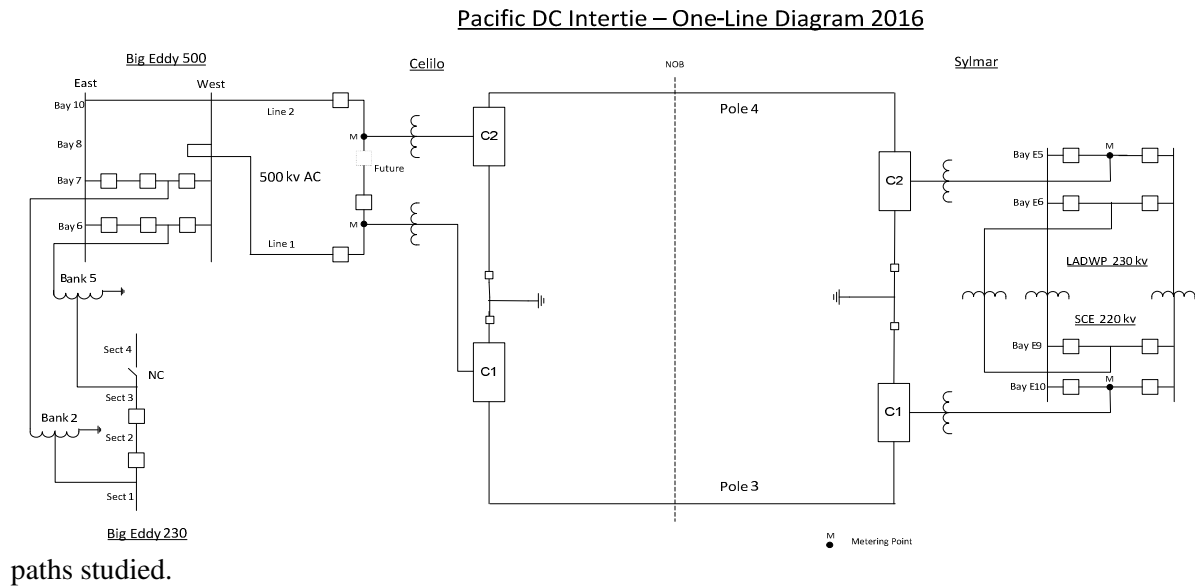 Pacific DC Intertie – One-Line Diagram 2016
Big Eddy 500
Celilo
NOB
Sylmar
East
West
Bay 10
Line 2
Pole 4
M
C2
Bay 8
M
Bay E5
Future
C2
Bay 7
500 kv AC
Bay E6
Bay 6
M
Line 1
LADWP 230 kv
Bank 5
SCE 220 kv
Sect 4
Bay E9
NC
C1
M
Bay E10
Sect 3
C1
Bank 2
Sect 2
Pole 3
Sect 1
Big Eddy 230
M
Metering Point
paths studied.